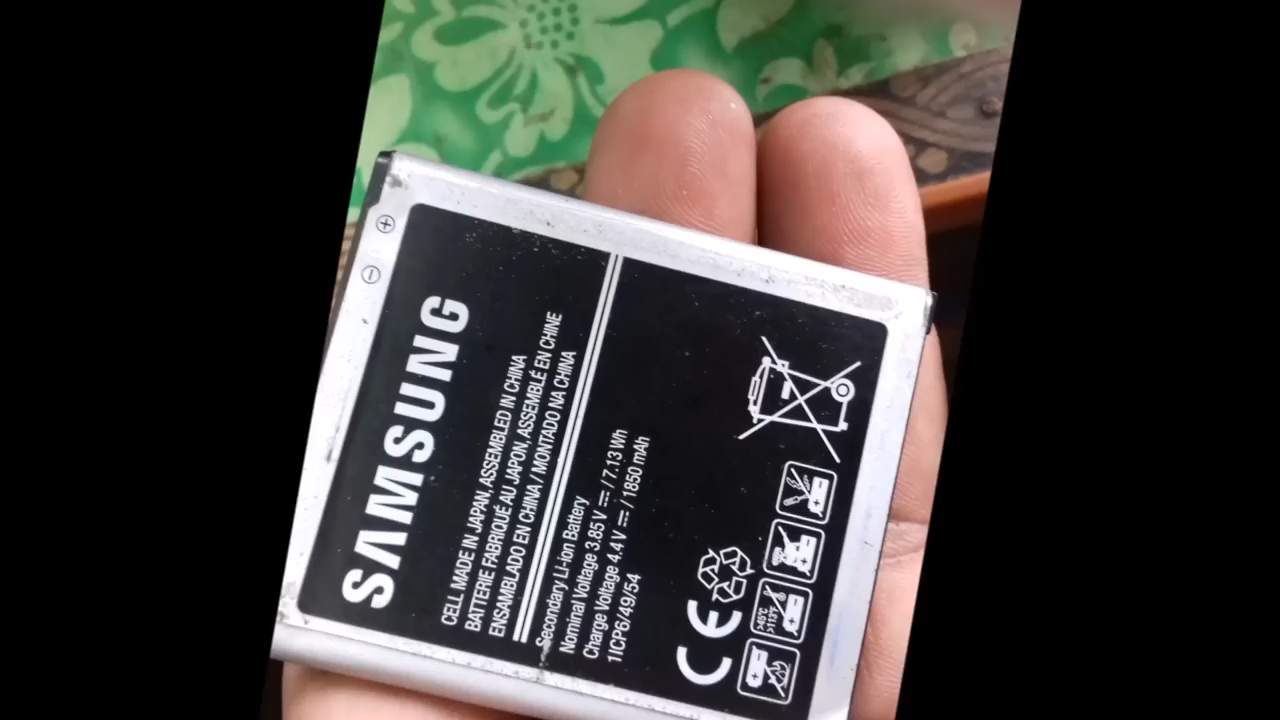 SAMSUNG
CELL MADE IN JAPAN, ASSEMBLED IN CHINA
BATTERIE FABRIQUÉ AU JAPON, ASSEMBLÉ EN CHINE
ENSAMBLADO EN CHINA / MONTADO NA CHINA
Secondary Li-ion Battery
Nominal Voltage 3.85 V ⎓ / 7.13 Wh
Charge Voltage 4.4 V ⎓ / 1850 mAh
1ICP6/49/54
CE
>45°C
>113°F